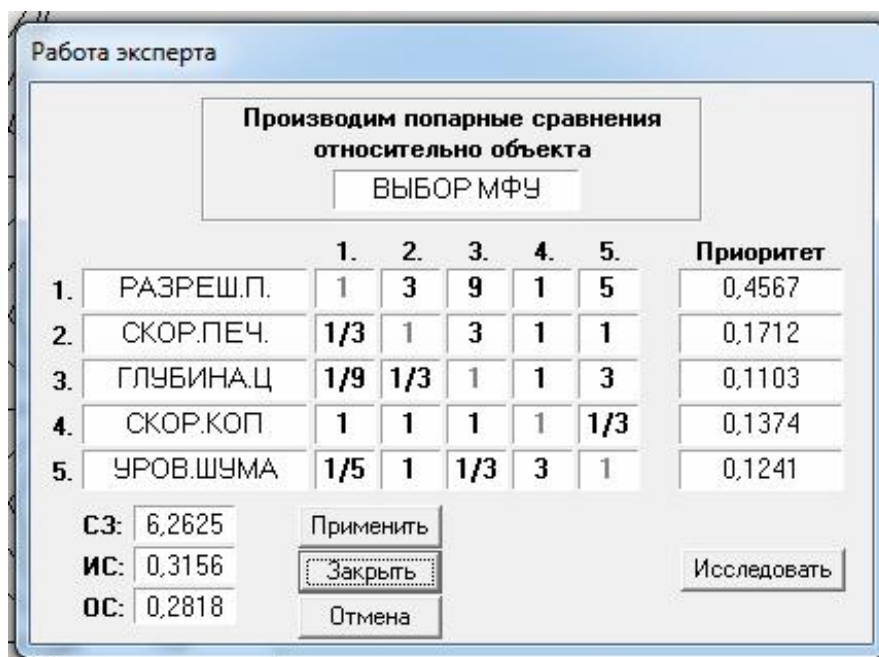 Работа эксперта
Производим попарные сравнения
относительно объекта
ВЫБОР МФУ
1. 2. 3. 4. 5. Приоритет
1. РАЗРЕШ.П. 1 3 9 1 5 0,4567
2. СКОР.ПЕЧ. 1/3 1 3 1 1 0,1712
3. ГЛУБИНА.Ц 1/9 1/3 1 1 3 0,1103
4. СКОР.КОП 1 1 1 1 1/3 0,1374
5. УРОВ.ШУМА 1/5 1 1/3 3 1 0,1241
СЗ: 6,2625 Применить
ИС: 0,3156 Закрыть Исследовать
ОС: 0,2818 Отмена